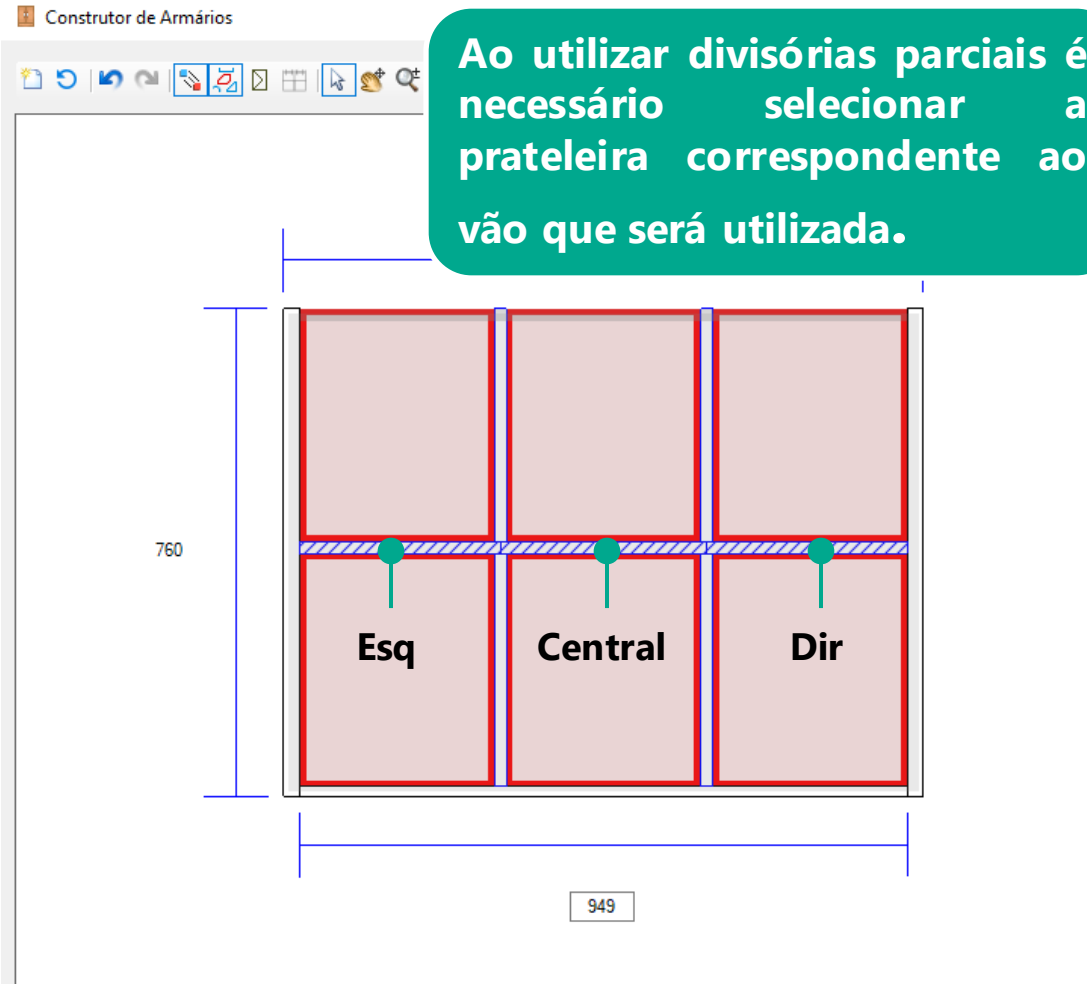 Construtor de Armários
Ao utilizar divisórias parciais é
necessário selecionar a
prateleira correspondente ao
vão que será utilizada.
760
Esq
Central
Dir
949